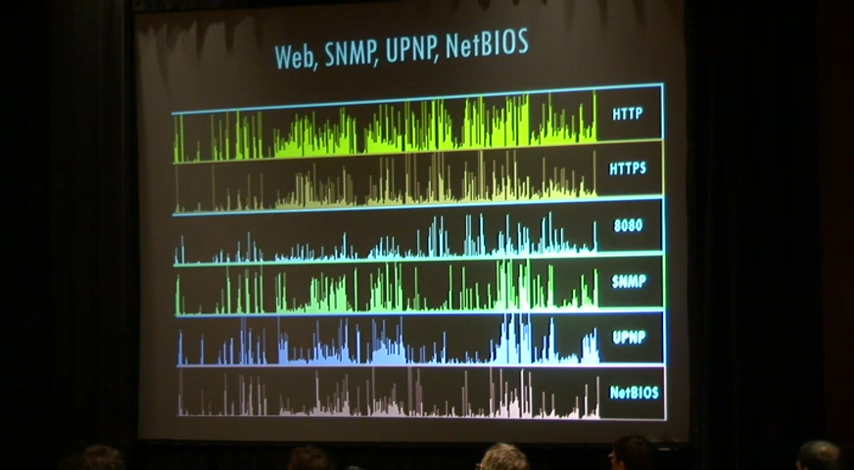 Web, SNMP, UPNP, NetBIOS
HTTP
HTTPS
8080
SNMP
UPNP
NetBIOS